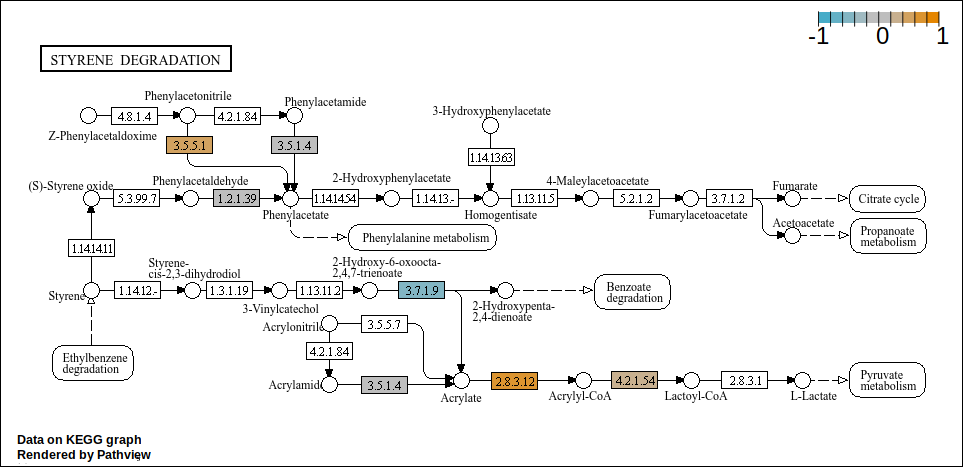 -1 0 1
STYRENE DEGRADATION
Phenylacetonitrile
Phenylacetamide
4.8.1.4
4.2.1.84
3-Hydroxyphenylacetate
Z-Phenylacetaldoxime
3.5.5.1
3.5.1.4
1.14.13.63
(S)-Styrene oxide
Phenylacetaldehyde
2-Hydroxyphenylacetate
4-Maleylacetoacetate
Fumarate
5.3.99.7
1.2.1.39
1.14.14.54
1.14.13.-
1.13.11.5
5.2.1.2
3.7.1.2
Citrate cycle
Phenylacetate
Homogentisate
Fumarylacetoacetate
Acetoacetate
Propanoate
metabolism
Phenylalanine metabolism
1.14.14.11
Styrene-
cis-2,3-dihydrodiol
2-Hydroxy-6-oxoocta-
2,4,7-trienoate
Styrene
1.14.12.-
1.3.1.19
1.13.11.2
3.7.1.9
Benzoate
degradation
3-Vinylcatechol
2-Hydroxypenta-
2,4-dienoate
Acrylonitrile
3.5.5.7
4.2.1.84
Ethylbenzene
degradation
Acrylamid
3.5.1.4
2.8.3.12
4.2.1.54
2.8.3.1
Pyruvate
metabolism
Acrylate
Acrylyl-CoA
Lactoyl-CoA
L-Lactate
Data on KEGG graph
Rendered by Pathview